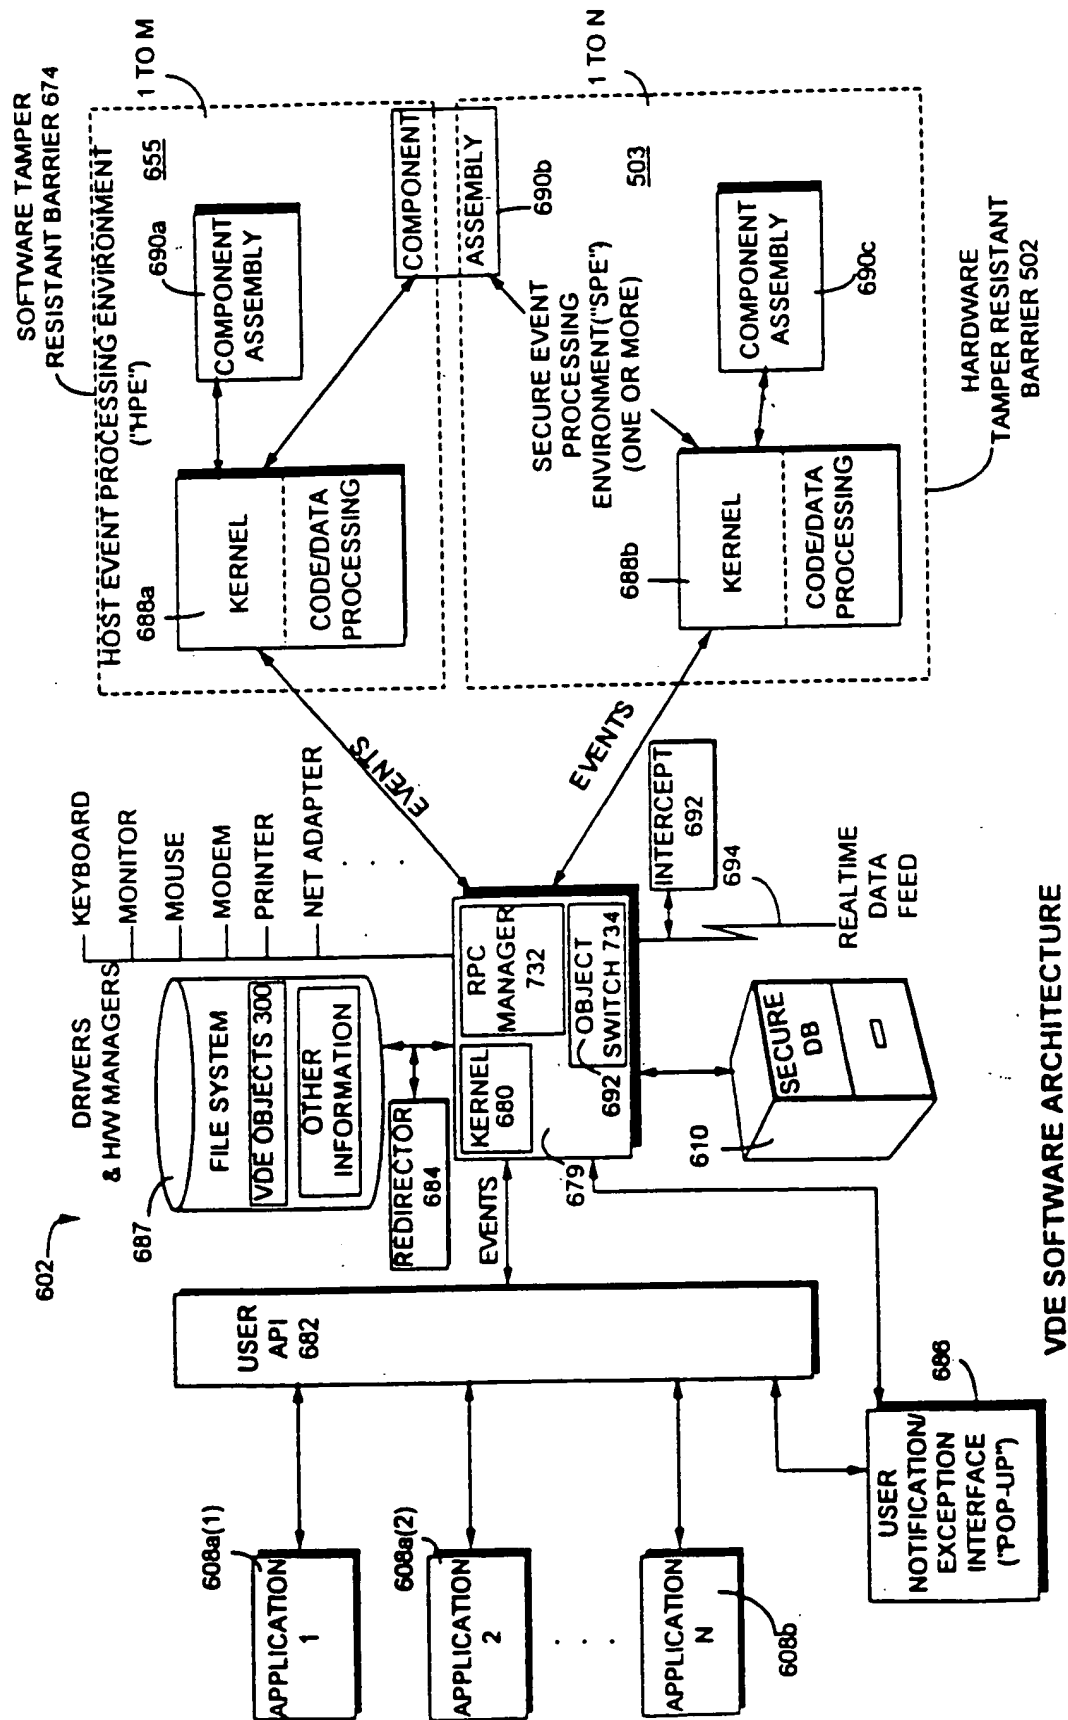 602
DRIVERS
& H/W MANAGERS
KEYBOARD
MONITOR
MOUSE
MODEM
PRINTER
NET ADAPTER
. . .
SOFTWARE TAMPER
RESISTANT BARRIER 674
HOST EVENT PROCESSING ENVIRONMENT
("HPE")
655
1 TO M
688a
KERNEL
CODE/DATA
PROCESSING
690a
COMPONENT
ASSEMBLY
COMPONENT
ASSEMBLY
690b
687
FILE SYSTEM
VDE OBJECTS 300
OTHER
INFORMATION
REDIRECTOR
684
EVENTS
EVENTS
EVENTS
608a(1)
APPLICATION
1
608a(2)
APPLICATION
2
. . .
APPLICATION
N
608b
USER
API
682
KERNEL
680
RPC
MANAGER
732
OBJECT
SWITCH 734
692
679
INTERCEPT
692
694
REALTIME
DATA
FEED
SECURE
DB
610
SECURE EVENT
PROCESSING
ENVIRONMENT("SPE")
(ONE OR MORE)
503
1 TO N
688b
KERNEL
CODE/DATA
PROCESSING
COMPONENT
ASSEMBLY
690c
HARDWARE
TAMPER RESISTANT
BARRIER 502
USER
NOTIFICATION/
EXCEPTION
INTERFACE
("POP-UP")
686
VDE SOFTWARE ARCHITECTURE